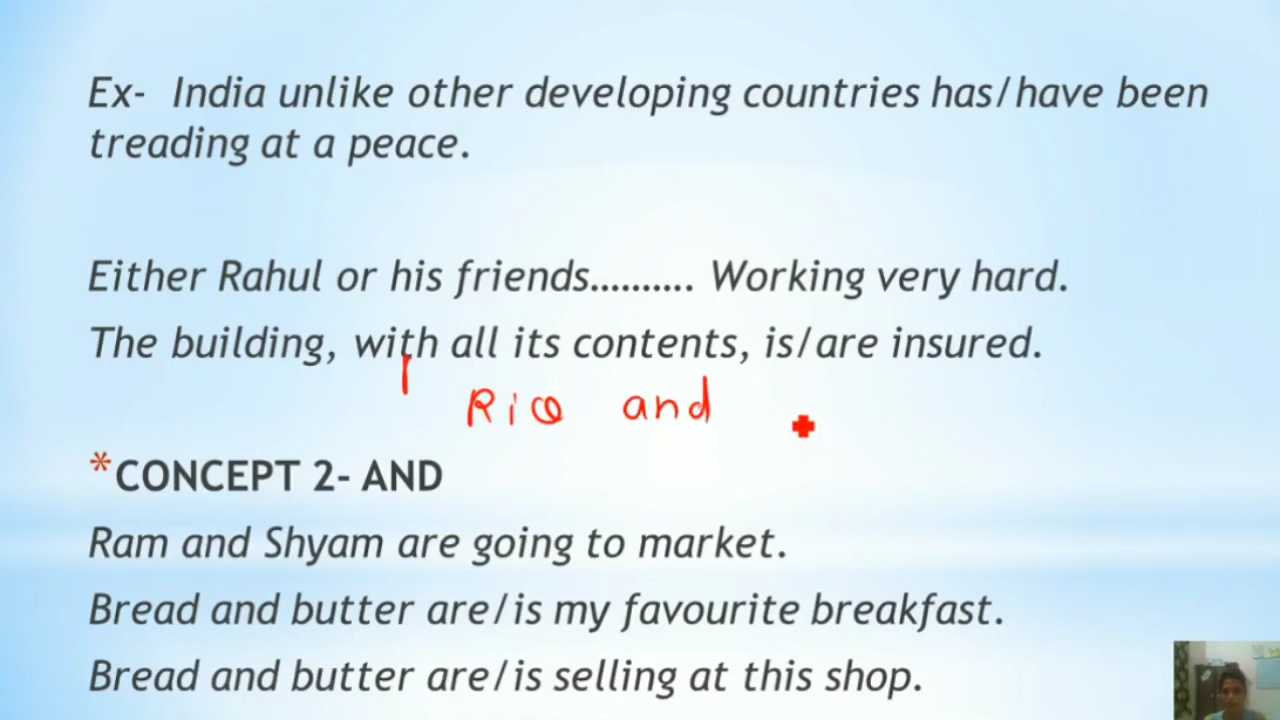 Ex- India unlike other developing countries has/have been
treading at a peace.
Either Rahul or his friends.......... Working very hard.
The building, with all its contents, is/are insured.
Rice and
*CONCEPT 2- AND
Ram and Shyam are going to market.
Bread and butter are/is my favourite breakfast.
Bread and butter are/is selling at this shop.